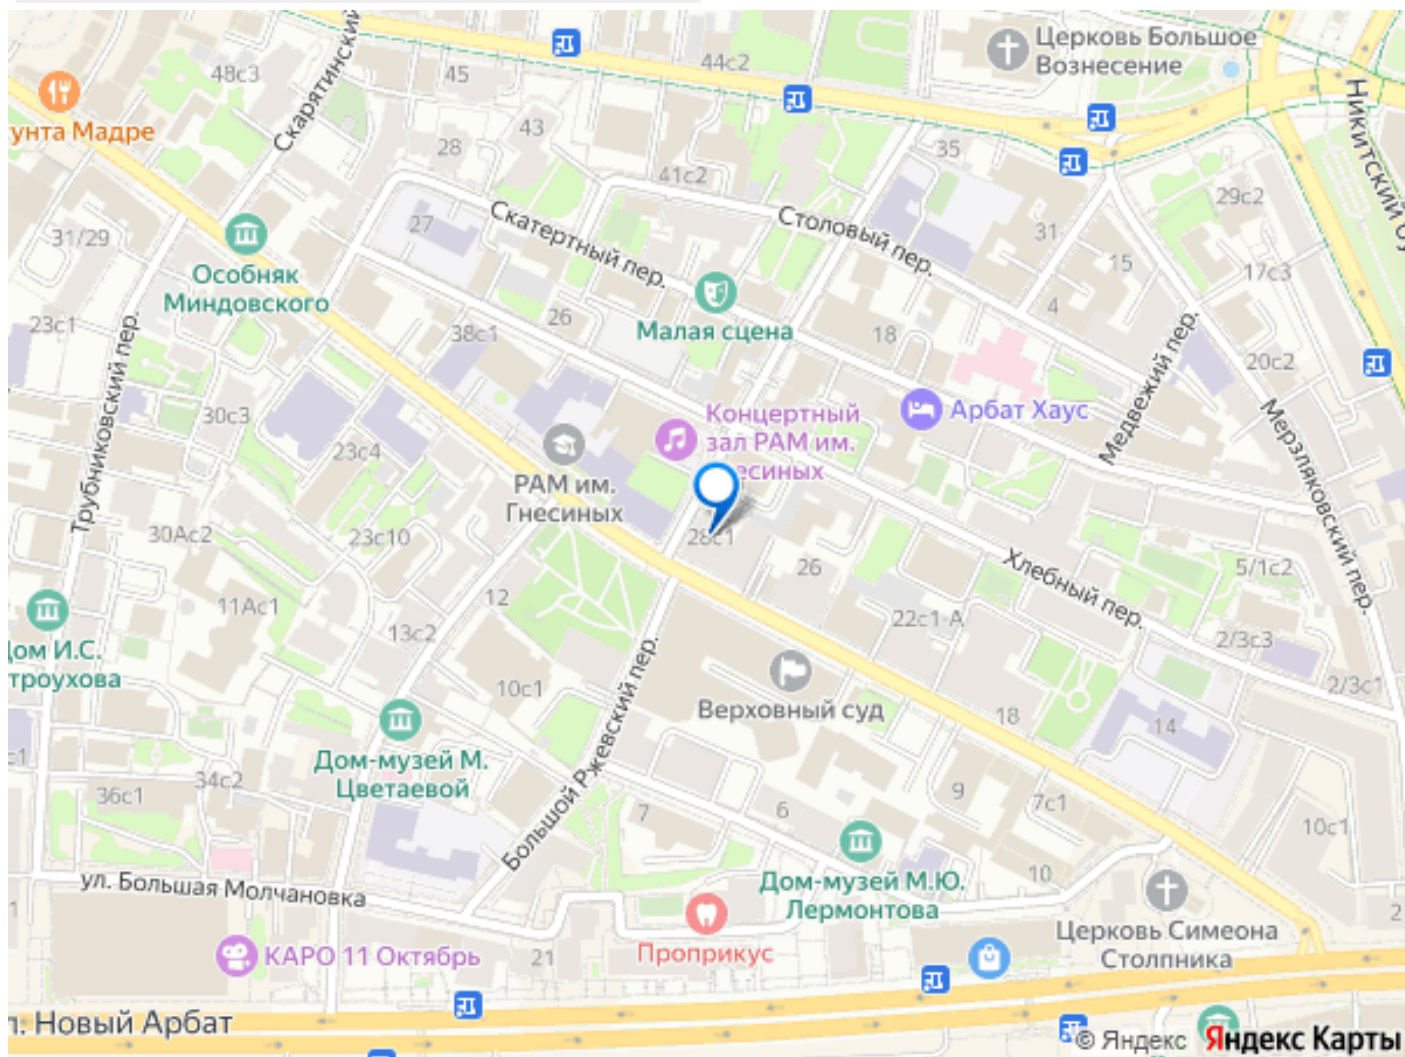 Церковь Большое
Вознесение
44с2
48с3
45
Скарятинский
унта Мадре
43
28
35
41с2
Никитский бу
29с2
27
Скатертный пер.
Столовый пер.
31
31/29
15
17с3
Особняк
Миндовского
4
23с1
26
Малая сцена
38с1
18
20с2
Трубниковский пер.
Медвежий пер.
30с3
Концертный
зал РАМ им.
есиных
Арбат Хаус
Мерзляковский пер.
23с4
РАМ им.
Гнесиных
30Ас2
23с10
28с1
26
Хлебный пер.
5/1с2
11Ас1
12
22с1-А
13с2
2/3с3
ом И.С.
троухова
Большой Ржевский пер.
10с1
2/3с1
Верховный суд
18
14
с1
Дом-музей М.
Цветаевой
34с2
36с1
7
6
9
7с1
10с1
ул. Большая Молчановка
Дом-музей М.Ю.
Лермонтова
10
2
Проприкус
Церковь Симеона
Столпника
КАРО 11 Октябрь
21
л. Новый Арбат
© Яндекс Яндекс Карты